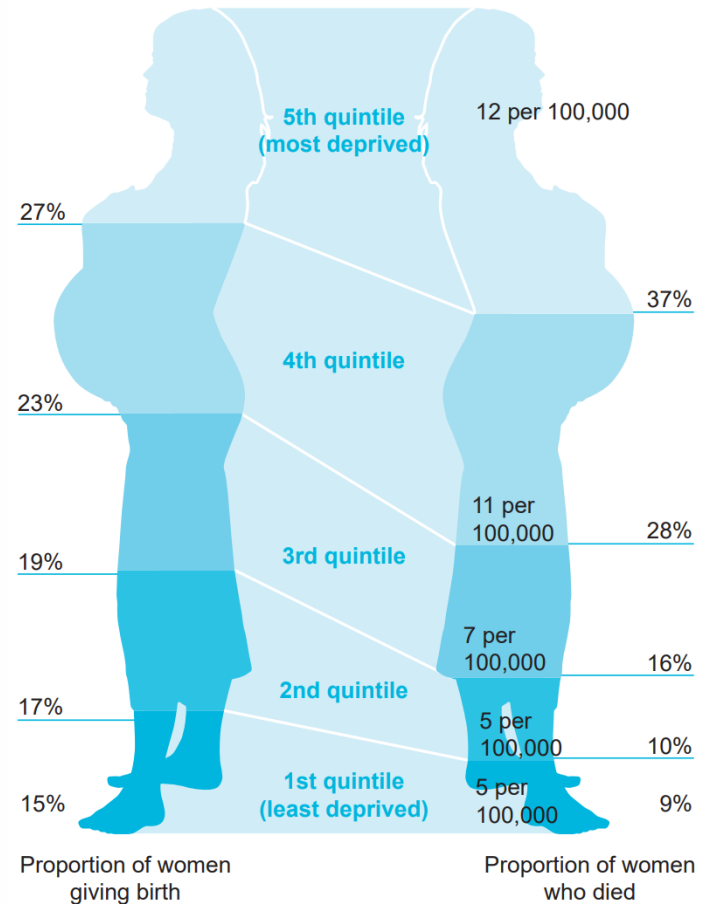 5th quintile
(most deprived)
12 per 100,000
27%
37%
4th quintile
23%
11 per
100,000
28%
3rd quintile
19%
7 per
100,000
16%
2nd quintile
17%
5 per
100,000
10%
1st quintile
(least deprived)
15%
5 per
100,000
9%
Proportion of women
giving birth
Proportion of women
who died